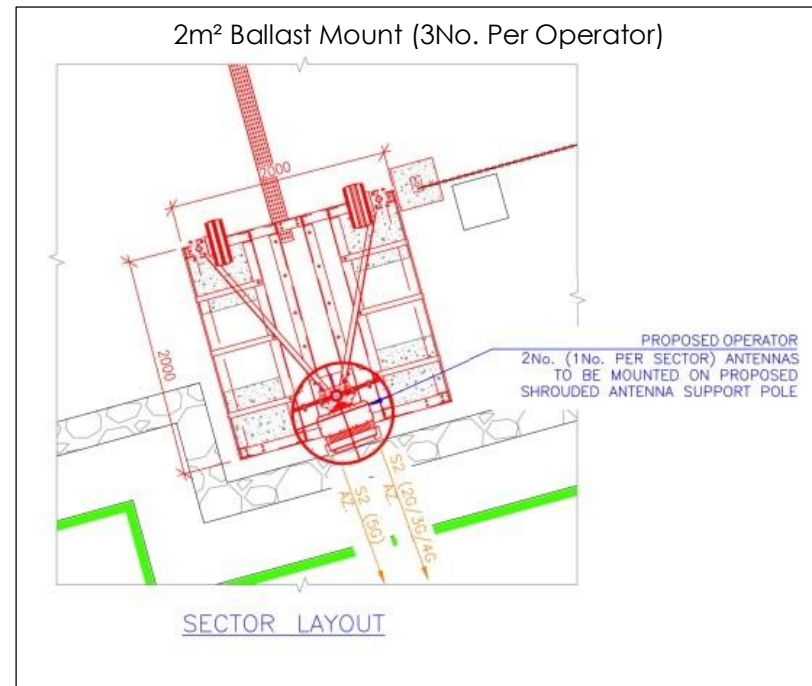 2m² Ballast Mount (3No. Per Operator)
2000
2000
PROPOSED OPERATOR
2No. (1No. PER SECTOR) ANTENNAS
TO BE MOUNTED ON PROPOSED
SHROUDED ANTENNA SUPPORT POLE
S2 (5G)
AZ.
S2 (2G/3G/4G
AZ.
SECTOR LAYOUT